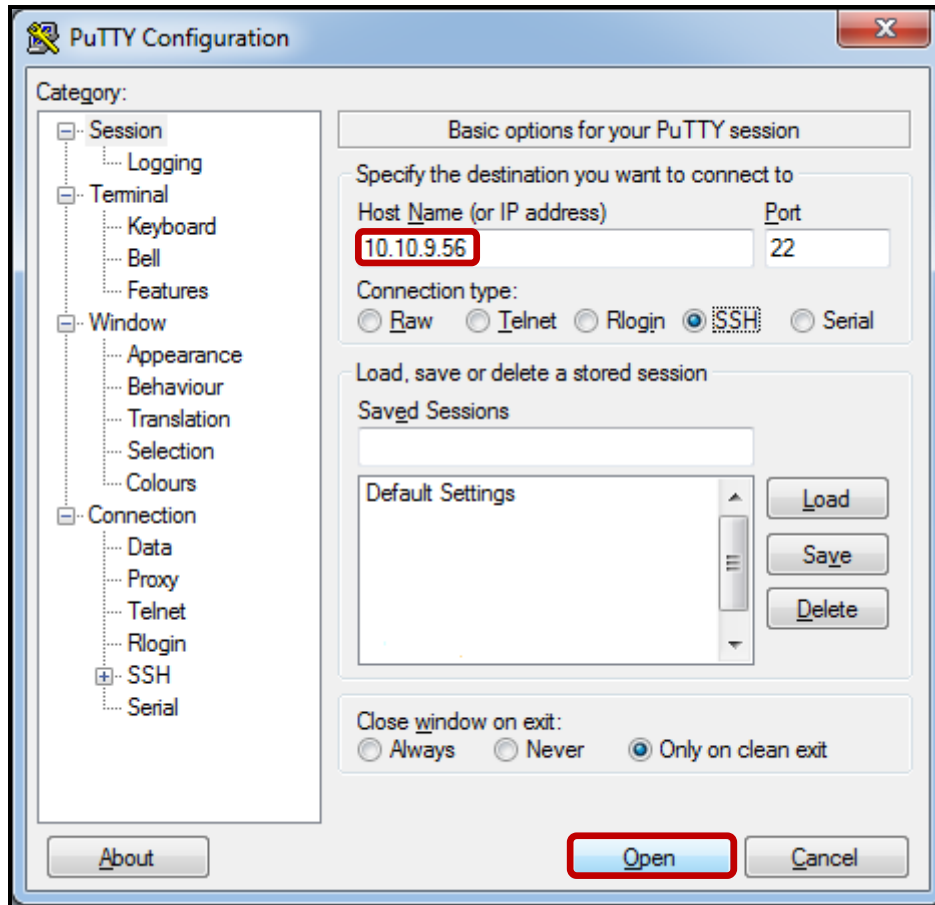 PuTTY Configuration
Category:
Session
Logging
Terminal
Keyboard
Bell
Features
Window
Appearance
Behaviour
Translation
Selection
Colours
Connection
Data
Proxy
Telnet
Rlogin
SSH
Serial
Basic options for your PuTTY session
Specify the destination you want to connect to
Host Name (or IP address) Port
10.10.9.56 22
Connection type:
Raw Telnet Rlogin SSH Serial
Load, save or delete a stored session
Saved Sessions
Default Settings
Load
Save
Delete
Close window on exit:
Always Never Only on clean exit
About Open Cancel